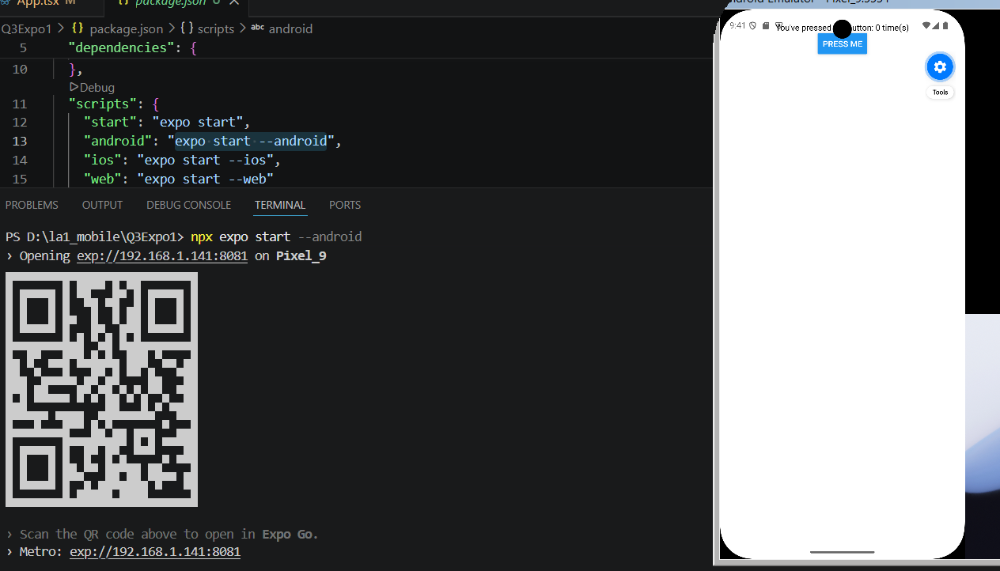 App.tsx M
package.json U
Q3Expo1 > {} package.json > {} scripts > abc android
5 "dependencies": {
10 },
Debug
11 "scripts": {
12 "start": "expo start",
13 "android": "expo start --android",
14 "ios": "expo start --ios",
15 "web": "expo start --web"
PROBLEMS OUTPUT DEBUG CONSOLE TERMINAL PORTS
PS D:\la1_mobile\Q3Expo1> npx expo start --android
› Opening exp://192.168.1.141:8081 on Pixel_9
› Scan the QR code above to open in Expo Go.
› Metro: exp://192.168.1.141:8081
Android Emulator - Pixel_9:5554
9:41
You've pressed utton: 0 time(s)
PRESS ME
Tools